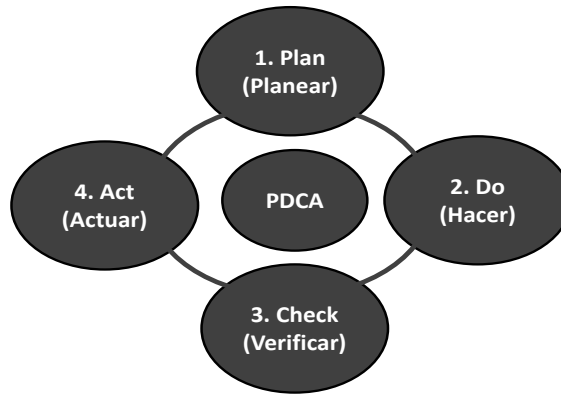 1. Plan
(Planear)
4. Act
(Actuar)
PDCA
2. Do
(Hacer)
3. Check
(Verificar)